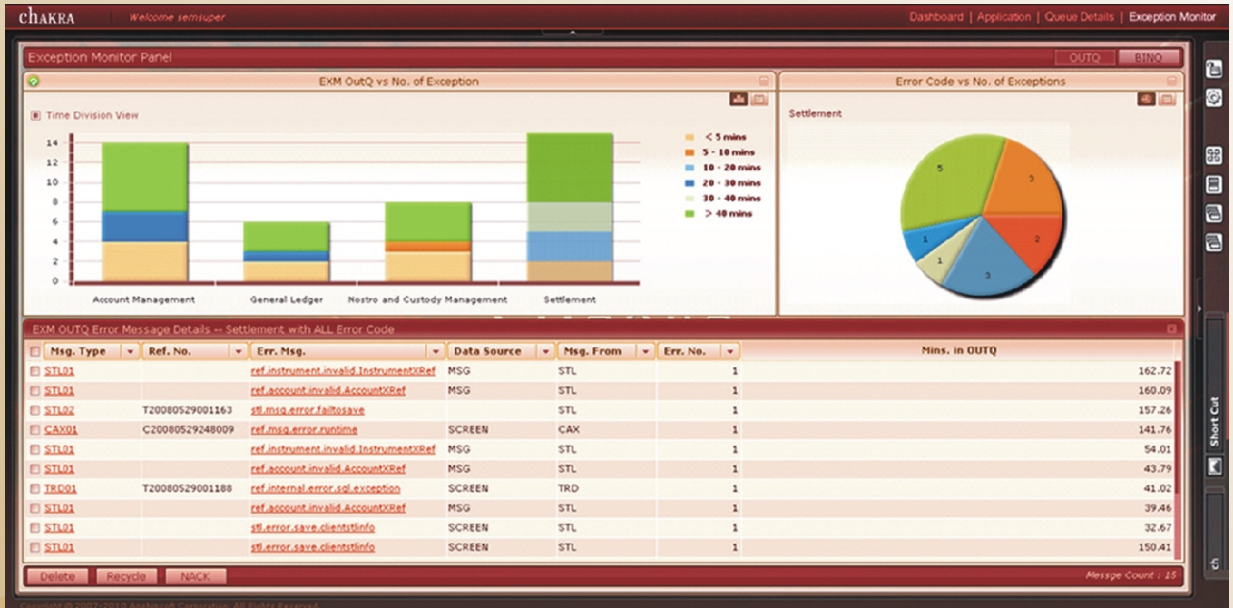 chAKRA Welcome semsuper Dashboard | Application | Queue Details | Exception Monitor
Exception Monitor Panel OUTQ BINQ
EXM OutQ vs No. of Exception
Time Division View
14
12
10
8
6
4
2
0
Account Management General Ledger Nostro and Custody Management Settlement
< 5 mins
5 - 10 mins
10 - 20 mins
20 - 30 mins
30 - 40 mins
> 40 mins
Error Code vs No. of Exceptions
Settlement
5
3
2
3
1
1
EXM OUTQ Error Message Details -- Settlement with ALL Error Code
Msg. Type Ref. No. Err. Msg. Data Source Msg. From Err. No. Mins. in OUTQ
STL01 ref.instrument.invalid.InstrumentXRef MSG STL 1 162.72
STL01 ref.account.invalid.AccountXRef MSG STL 1 160.09
STL02 T20080529001163 stl.msg.error.failtosave STL 1 157.26
CAX01 C20080529248009 ref.msg.error.runtime SCREEN CAX 1 141.76
STL01 ref.instrument.invalid.InstrumentXRef MSG STL 1 54.01
STL01 ref.account.invalid.AccountXRef MSG STL 1 43.79
TRD01 T20080529001188 ref.internal.error.sql.exception SCREEN TRD 1 41.02
STL01 ref.account.invalid.AccountXRef MSG STL 1 39.46
STL01 stl.error.save.clientstlinfo SCREEN STL 1 32.67
STL01 stl.error.save.clientstlinfo SCREEN STL 1 150.41
Delete Recycle NACK Messge Count : 15
Short Cut
Copyright © 2007-2010 Corporation. All Rights Reserved.